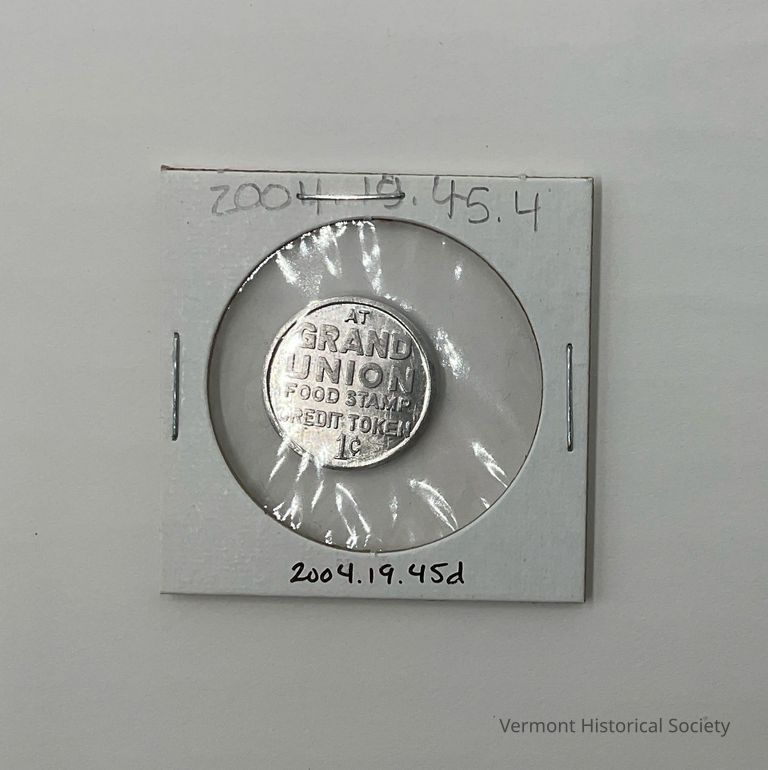 2004.19.45.4
AT
GRAND
UNION
FOOD STAMP
CREDIT TOKEN
1¢
2004.19.45d
Vermont Historical Society